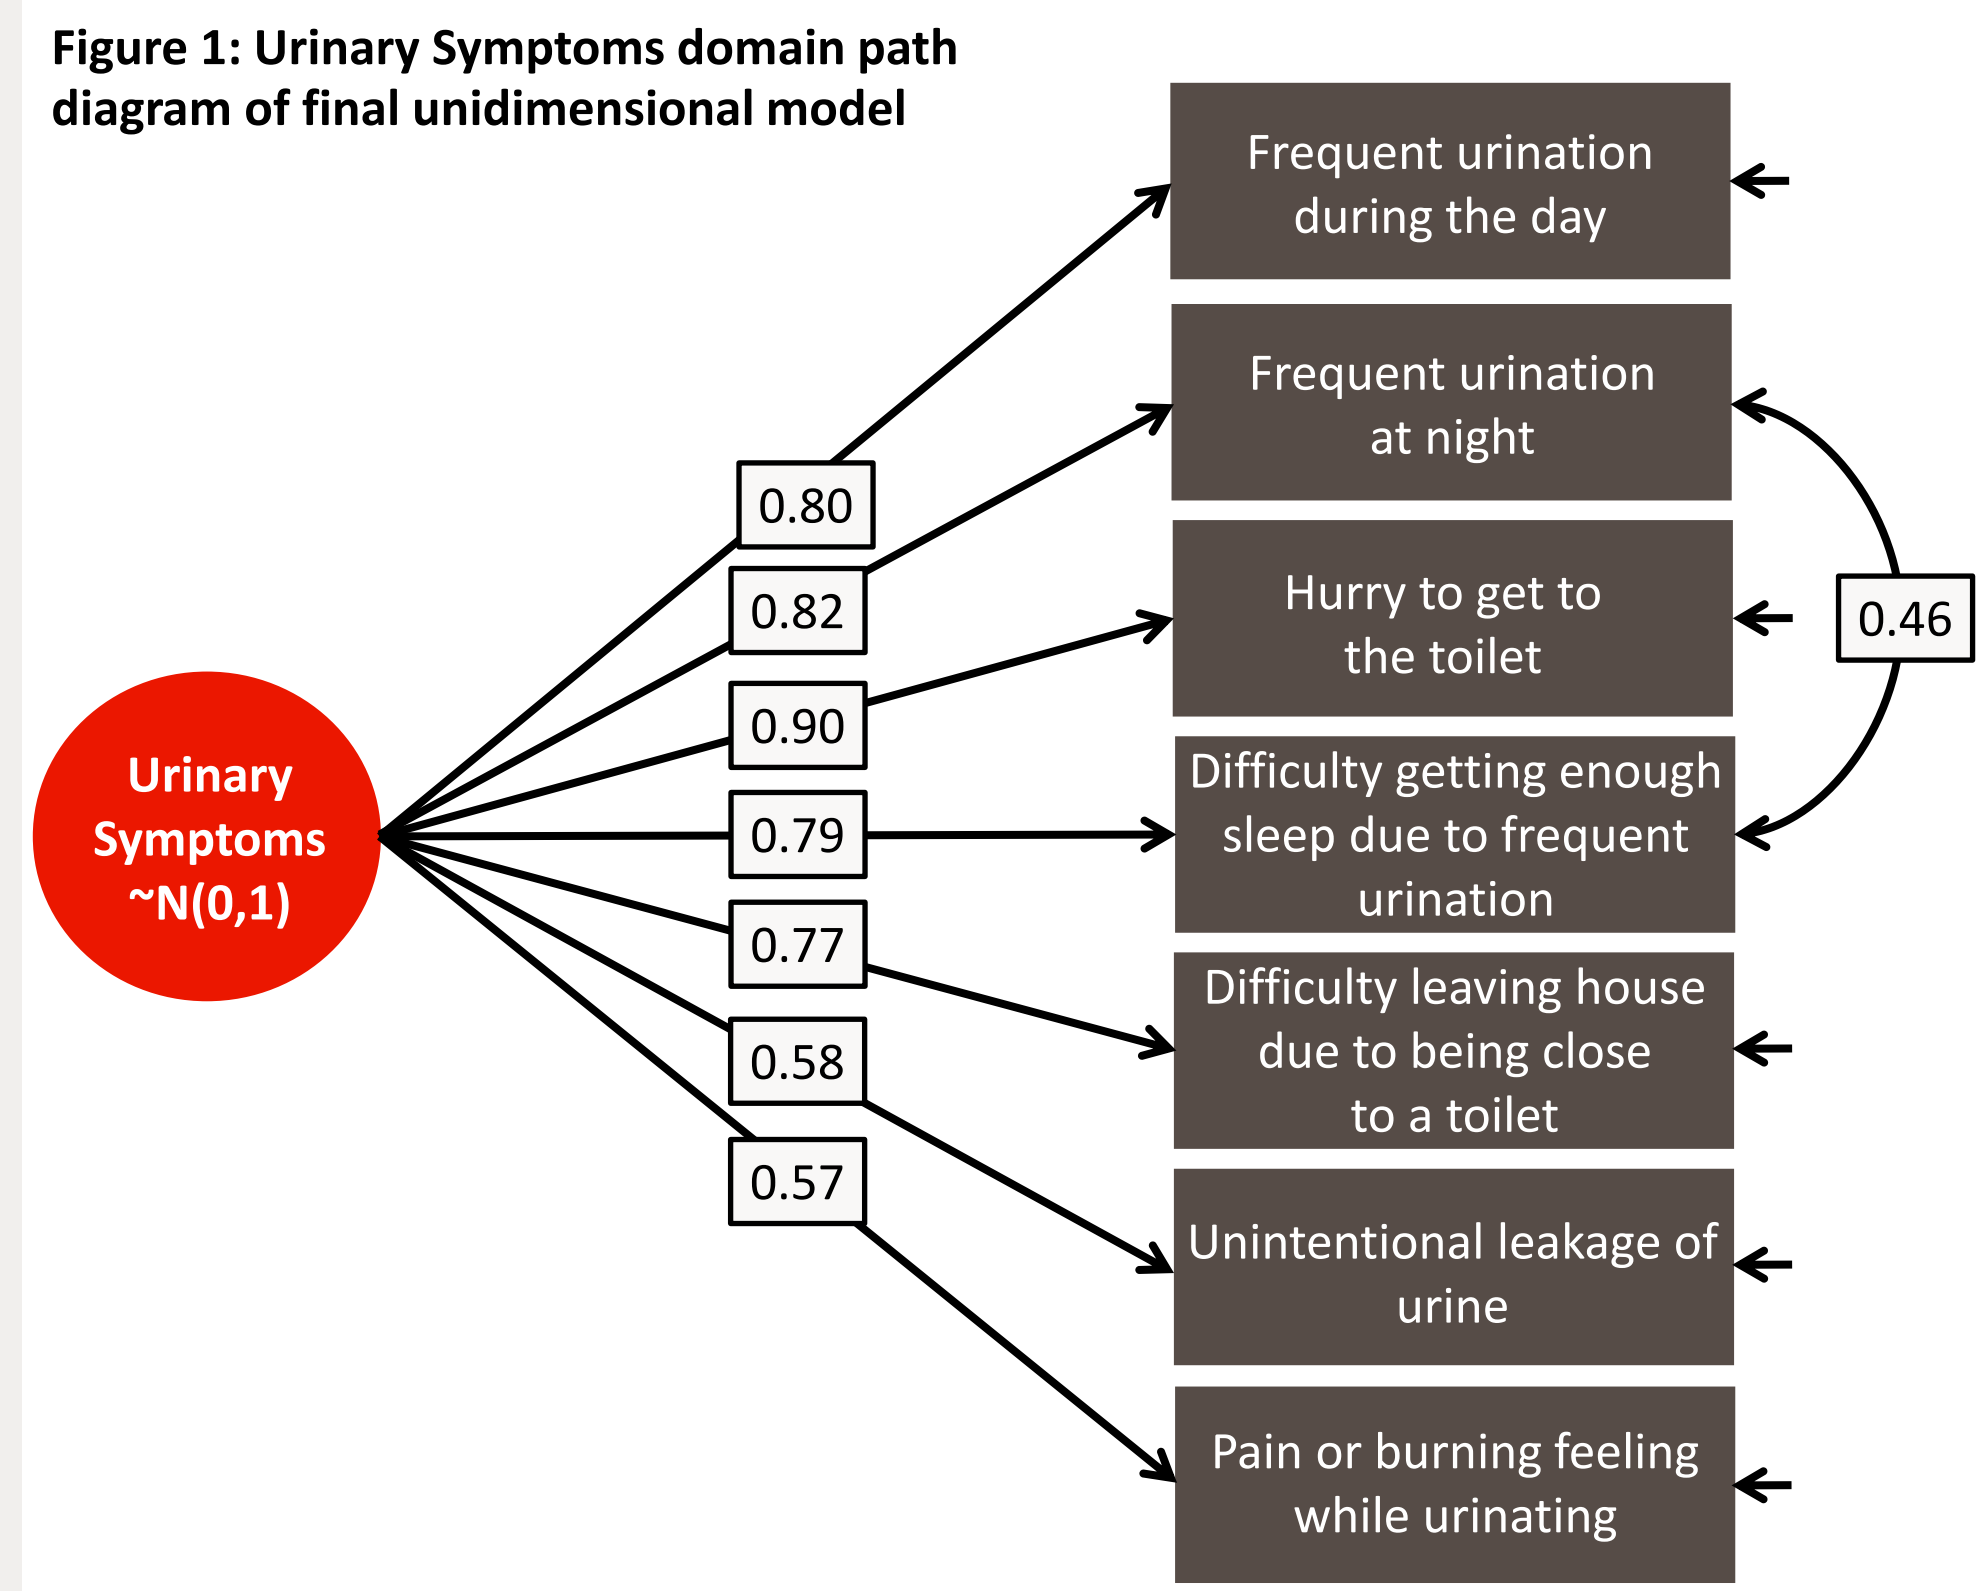 Figure 1: Urinary Symptoms domain path
diagram of final unidimensional model
Frequent urination
during the day
Frequent urination
at night
Hurry to get to
the toilet
Difficulty getting enough
sleep due to frequent
urination
Difficulty leaving house
due to being close
to a toilet
Unintentional leakage of
urine
Pain or burning feeling
while urinating
0.80
0.82
0.90
0.79
0.77
0.58
0.57
0.46
Urinary
Symptoms
~N(0,1)